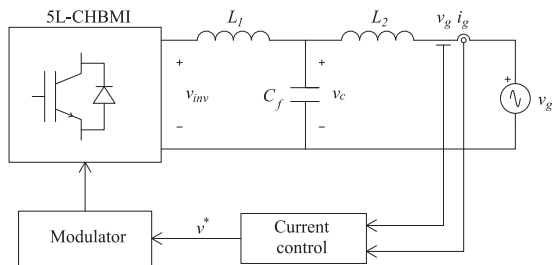 5L-CHBMI
L1
L2
vg ig
+
+
+
vinv
Cf
vc
vg
−
−
Modulator
v*
Current
control